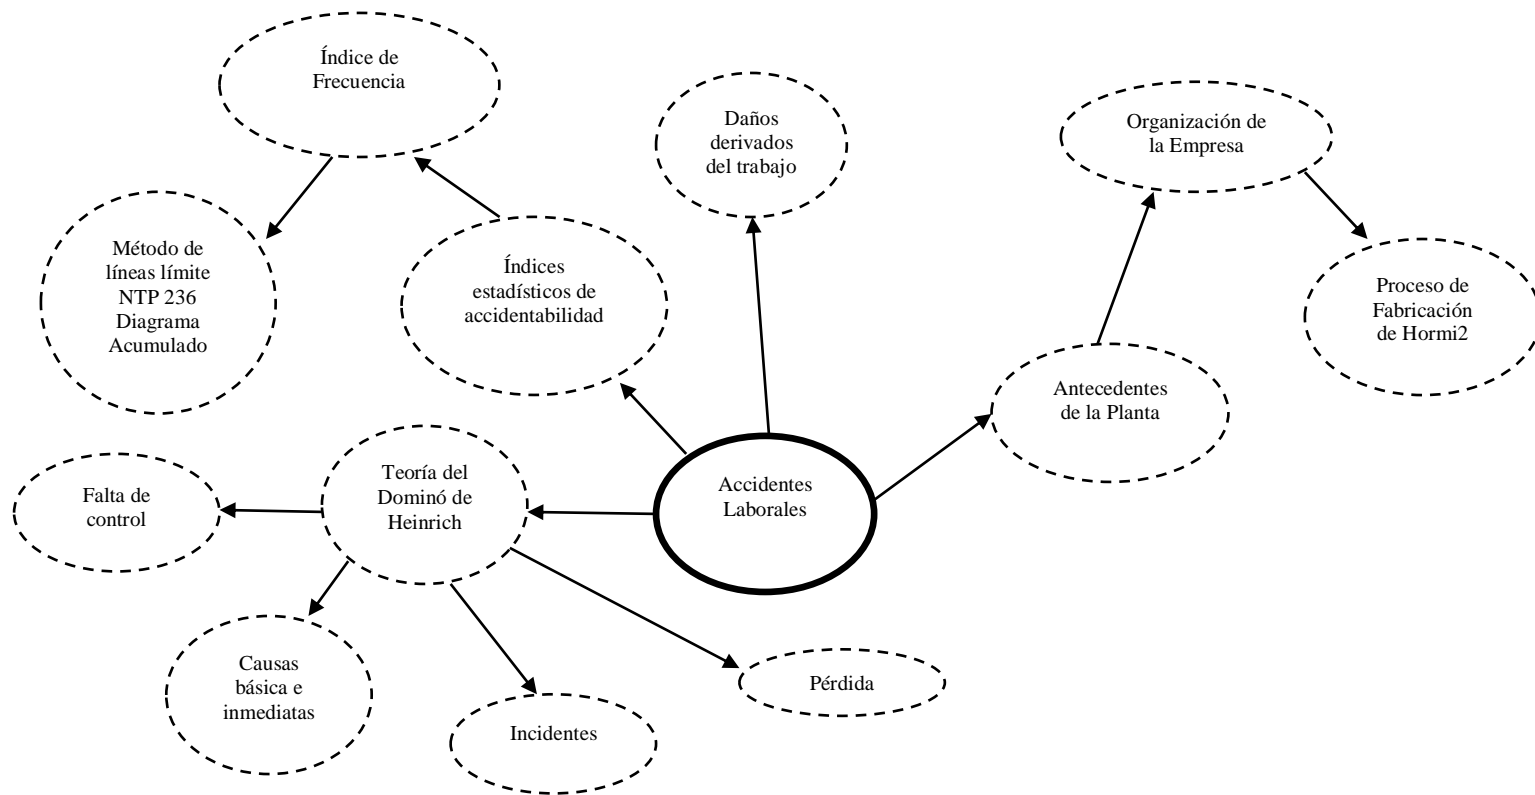 Índice de
Frecuencia
Daños
derivados
del trabajo
Organización de
la Empresa
Método de
líneas límite
NTP 236
Diagrama
Acumulado
Índices
estadísticos de
accidentabilidad
Proceso de
Fabricación
de Hormi2
Antecedentes
de la Planta
Falta de
control
Teoría del
Dominó de
Heinrich
Accidentes
Laborales
Causas
básica e
inmediatas
Incidentes
Pérdida